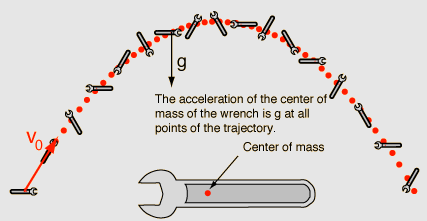 g
The acceleration of the center of
mass of the wrench is g at all
points of the trajectory.
v0
Center of mass